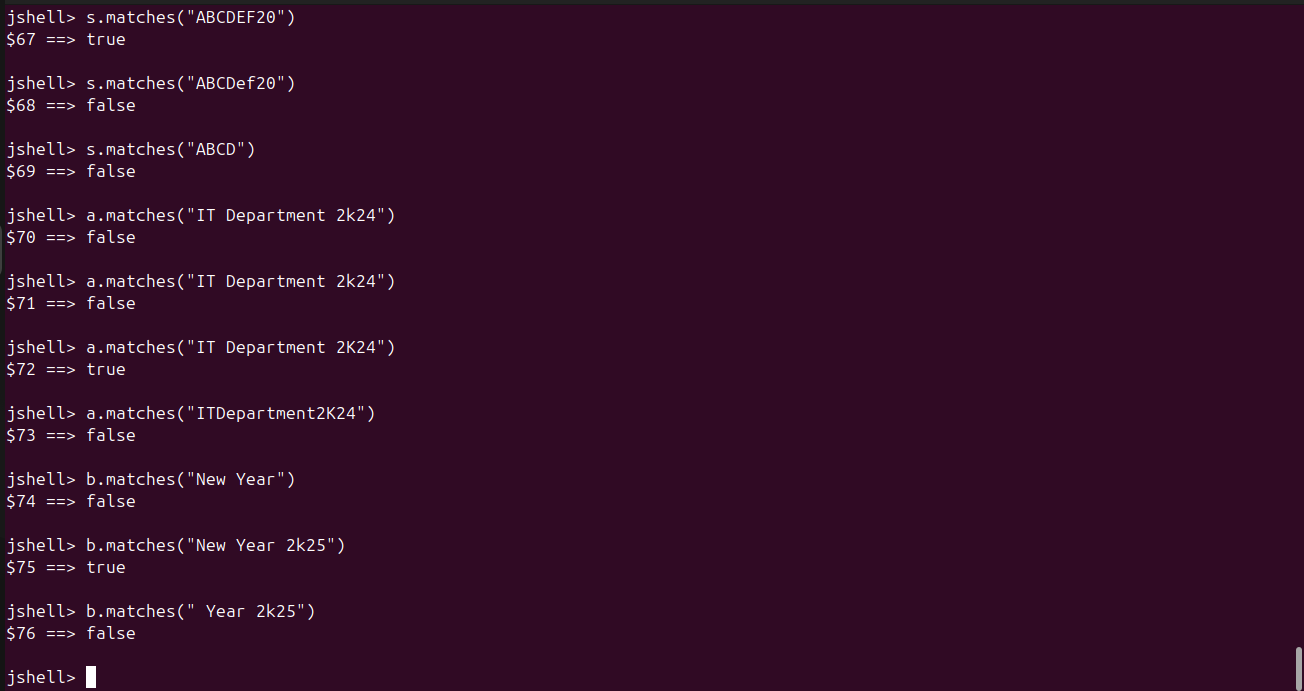 jshell> s.matches("ABCDEF20")
$67 ==> true
jshell> s.matches("ABCDef20")
$68 ==> false
jshell> s.matches("ABCD")
$69 ==> false
jshell> a.matches("IT Department 2k24")
$70 ==> false
jshell> a.matches("IT Department 2k24")
$71 ==> false
jshell> a.matches("IT Department 2K24")
$72 ==> true
jshell> a.matches("ITDepartment2K24")
$73 ==> false
jshell> b.matches("New Year")
$74 ==> false
jshell> b.matches("New Year 2k25")
$75 ==> true
jshell> b.matches(" Year 2k25")
$76 ==> false
jshell>